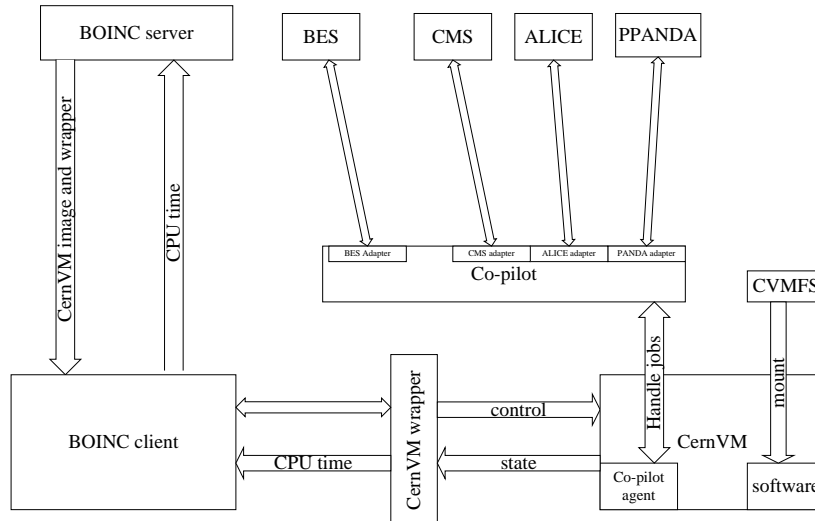 BOINC server
BES
CMS
ALICE
PPANDA
CernVM image and wrapper
CPU time
BES Adapter
CMS adapter
ALICE adapter
PANDA adapter
Co-pilot
CVMFS
Handle jobs
mount
BOINC client
CernVM wrapper
control
CernVM
CPU time
state
Co-pilot
agent
software